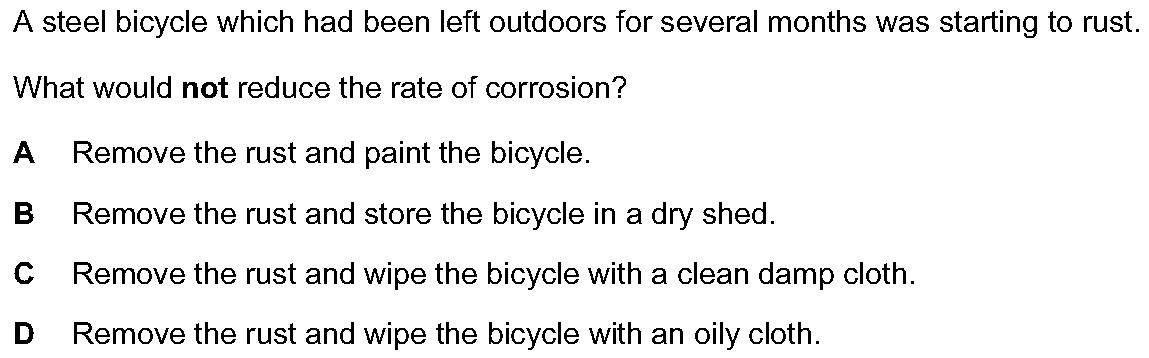 A steel bicycle which had been left outdoors for several months was starting to rust.
What would not reduce the rate of corrosion?
A Remove the rust and paint the bicycle.
B Remove the rust and store the bicycle in a dry shed.
C Remove the rust and wipe the bicycle with a clean damp cloth.
D Remove the rust and wipe the bicycle with an oily cloth.